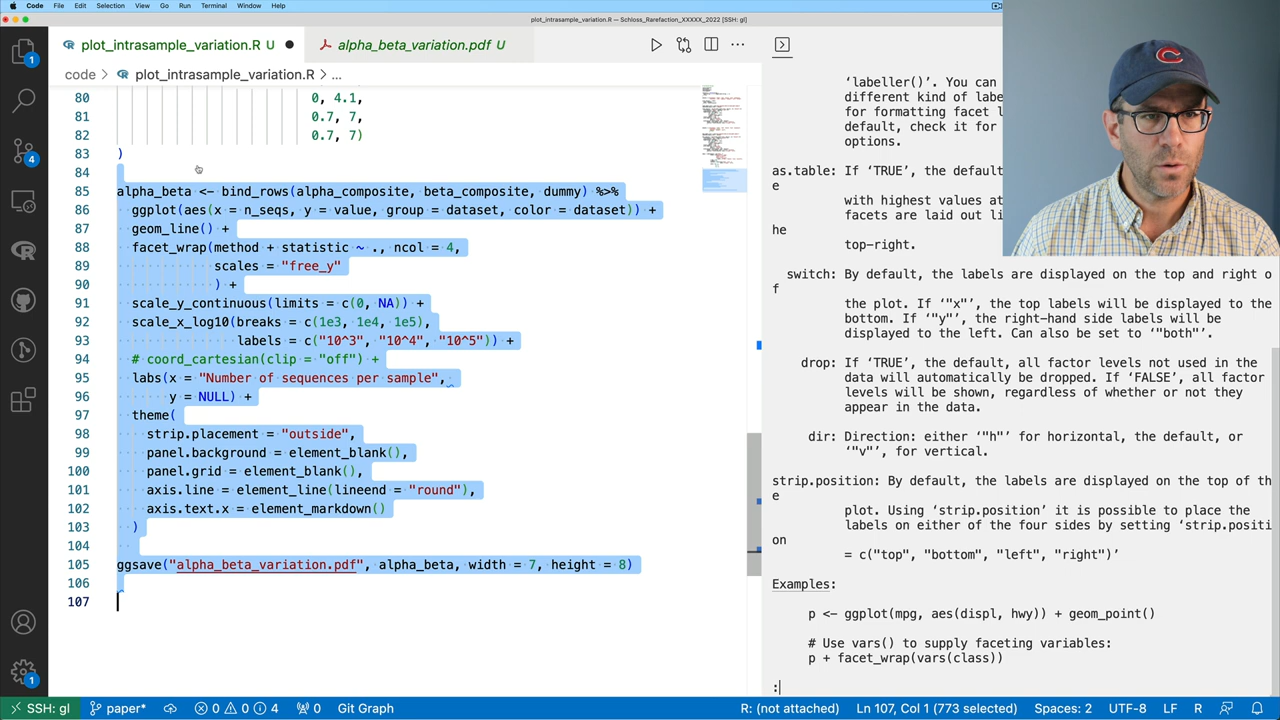 Code File Edit Selection View Go Run Terminal Window Help
plot_intrasample_variation.R — Schloss_Rarefaction_XXXXX_2022 [SSH: gl]
plot_intrasample_variation.R U alpha_beta_variation.pdf U
code > plot_intrasample_variation.R > ...
80 0, 4.1,
81 0.7, 7,
82 0.7, 7)
83 )
84
85 alpha_beta <- bind_rows(alpha_composite, beta_composite, dummy) %>%
86 ggplot(aes(x = n_seqs, y = value, group = dataset, color = dataset)) +
87 geom_line() +
88 facet_wrap(method + statistic ~ ., ncol = 4,
89 scales = "free_y"
90 ) +
91 scale_y_continuous(limits = c(0, NA)) +
92 scale_x_log10(breaks = c(1e3, 1e4, 1e5),
93 labels = c("10^3", "10^4", "10^5")) +
94 # coord_cartesian(clip = "off") +
95 labs(x = "Number of sequences per sample",
96 y = NULL) +
97 theme(
98 strip.placement = "outside",
99 panel.background = element_blank(),
100 panel.grid = element_blank(),
101 axis.line = element_line(lineend = "round"),
102 axis.text.x = element_markdown()
103 )
104
105 ggsave("alpha_beta_variation.pdf", alpha_beta, width = 7, height = 8)
106
107
‘labeller()’. You can
different kind of labe
for formatting facet l
default, check it for
options.
as.table: If ‘TRUE’, the default
e
with highest values at
facets are laid out li
he
top-right.
switch: By default, the labels are displayed on the top and right o
f
the plot. If ‘"x"’, the top labels will be displayed to the
bottom. If ‘"y"’, the right-hand side labels will be
displayed to the left. Can also be set to ‘"both"’.
drop: If ‘TRUE’, the default, all factor levels not used in the
data will automatically be dropped. If ‘FALSE’, all factor
levels will be shown, regardless of whether or not they
appear in the data.
dir: Direction: either ‘"h"’ for horizontal, the default, or
‘"v"’, for vertical.
strip.position: By default, the labels are displayed on the top of th
e
plot. Using ‘strip.position’ it is possible to place the
labels on either of the four sides by setting ‘strip.positi
on
= c("top", "bottom", "left", "right")’
Examples:
p <- ggplot(mpg, aes(displ, hwy)) + geom_point()
# Use vars() to supply faceting variables:
p + facet_wrap(vars(class))
:
C
1
4
1
SSH: gl paper* 0 0 4 0 Git Graph R: (not attached) Ln 107, Col 1 (773 selected) Spaces: 2 UTF-8 LF R